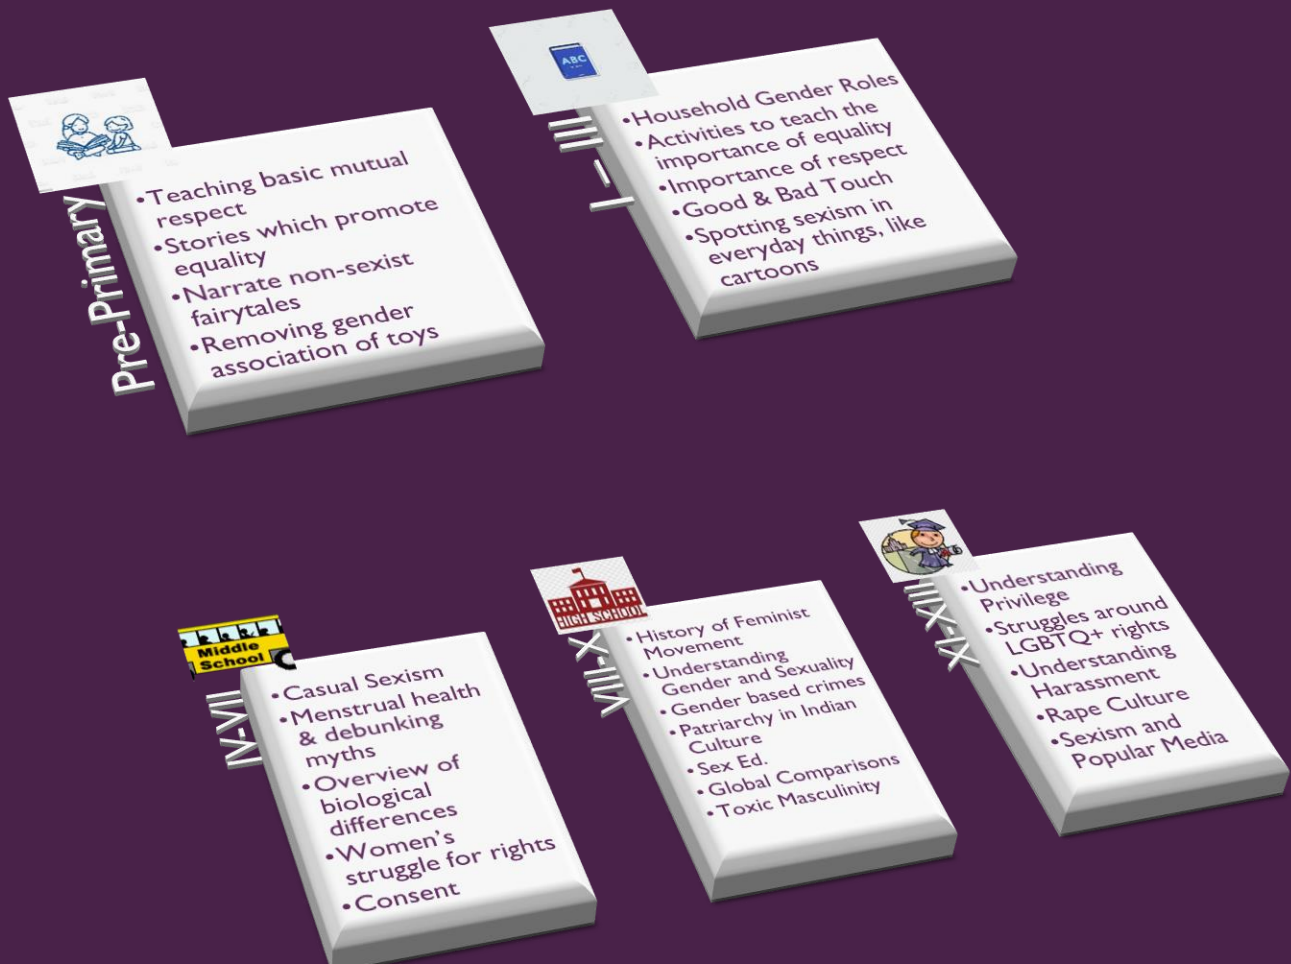 Pre-Primary
•Teaching basic mutual
respect
•Stories which promote
equality
•Narrate non-sexist
fairytales
•Removing gender
association of toys
ABC
I – III
•Household Gender Roles
•Activities to teach the
importance of equality
•Importance of respect
•Good & Bad Touch
•Spotting sexism in
everyday things, like
cartoons
Middle
School
IV-VII
•Casual Sexism
•Menstrual health
& debunking
myths
•Overview of
biological
differences
•Women's
struggle for rights
•Consent
HIGH SCHOOL
VIII-X
•History of Feminist
Movement
•Understanding
Gender and Sexuality
•Gender based crimes
•Patriarchy in Indian
Culture
•Sex Ed.
•Global Comparisons
•Toxic Masculinity
XI-XIII
•Understanding
Privilege
•Struggles around
LGBTQ+ rights
•Understanding
Harassment
•Rape Culture
•Sexism and
Popular Media